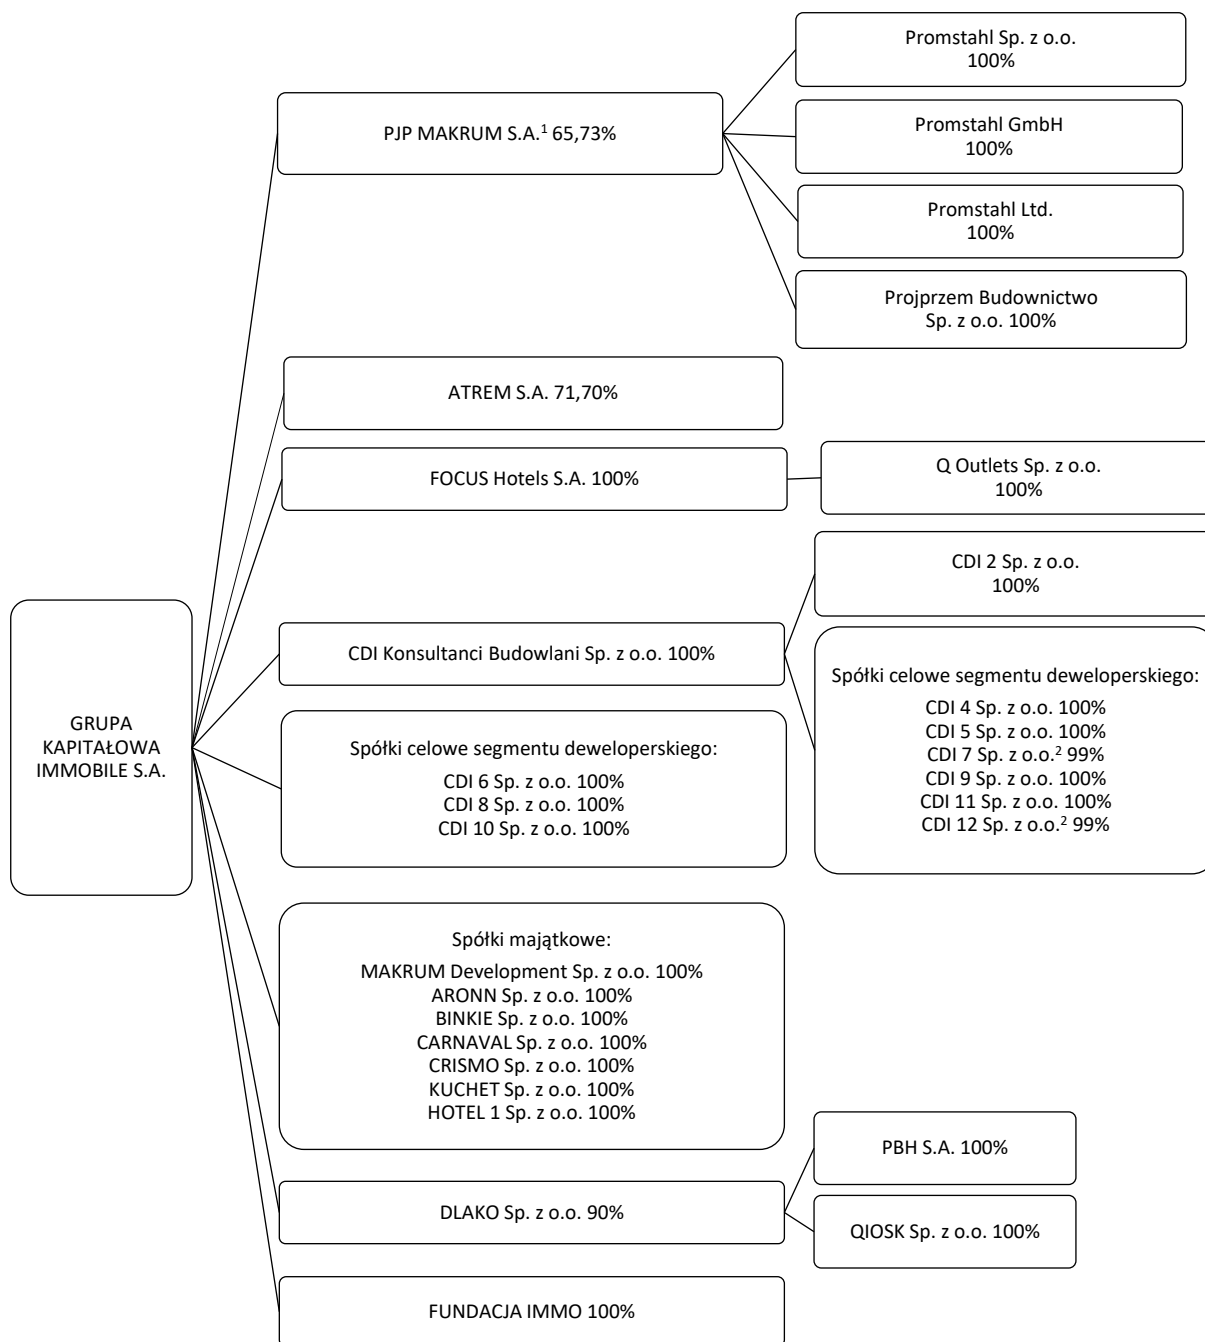 GRUPA
KAPITAŁOWA
IMMOBILE S.A.
PJP MAKRUM S.A.¹ 65,73%
Promstahl Sp. z o.o.
100%
Promstahl GmbH
100%
Promstahl Ltd.
100%
Projprzem Budownictwo
Sp. z o.o. 100%
ATREM S.A. 71,70%
FOCUS Hotels S.A. 100%
Q Outlets Sp. z o.o.
100%
CDI Konsultanci Budowlani Sp. z o.o. 100%
CDI 2 Sp. z o.o.
100%
Spółki celowe segmentu deweloperskiego:
CDI 4 Sp. z o.o. 100%
CDI 5 Sp. z o.o. 100%
CDI 7 Sp. z o.o.² 99%
CDI 9 Sp. z o.o. 100%
CDI 11 Sp. z o.o. 100%
CDI 12 Sp. z o.o.² 99%
Spółki celowe segmentu deweloperskiego:
CDI 6 Sp. z o.o. 100%
CDI 8 Sp. z o.o. 100%
CDI 10 Sp. z o.o. 100%
Spółki majątkowe:
MAKRUM Development Sp. z o.o. 100%
ARONN Sp. z o.o. 100%
BINKIE Sp. z o.o. 100%
CARNAVAL Sp. z o.o. 100%
CRISMO Sp. z o.o. 100%
KUCHET Sp. z o.o. 100%
HOTEL 1 Sp. z o.o. 100%
DLAKO Sp. z o.o. 90%
PBH S.A. 100%
QIOSK Sp. z o.o. 100%
FUNDACJA IMMO 100%